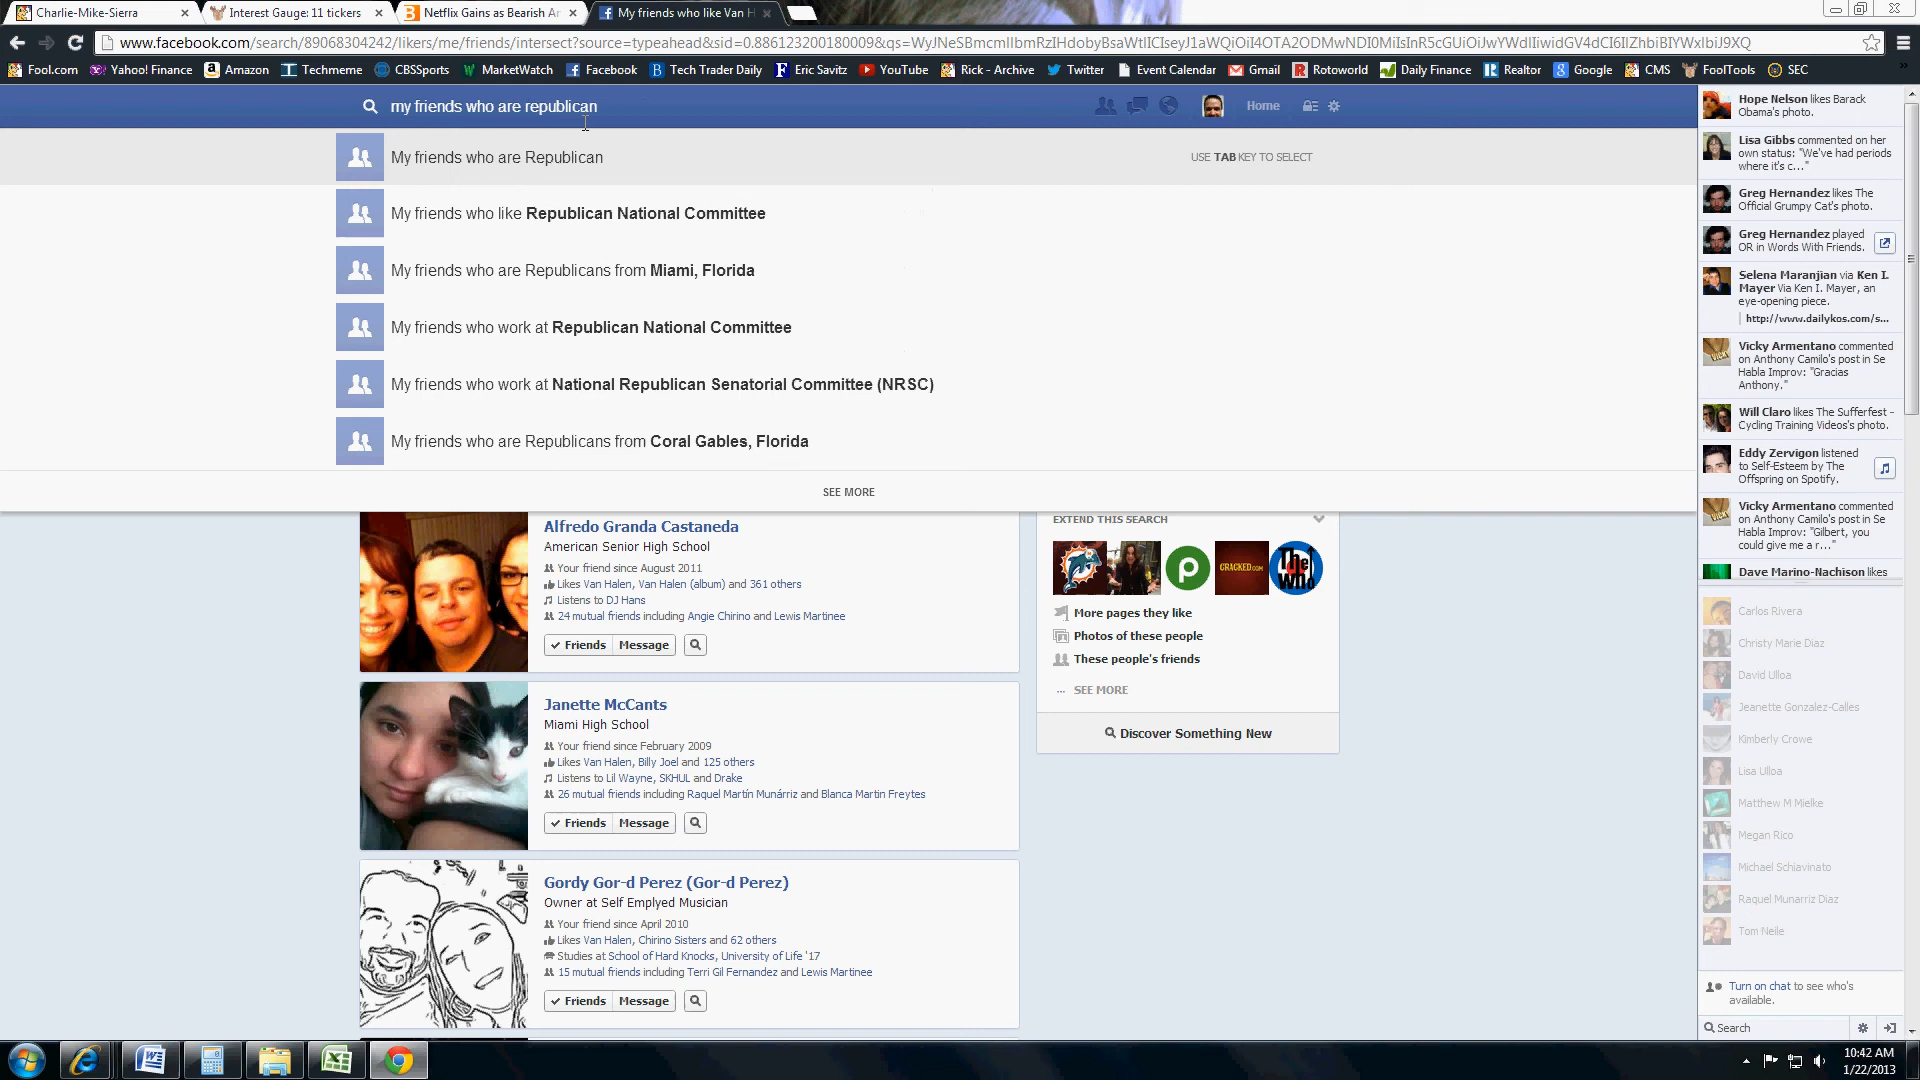 Charlie-Mike-Sierra
Interest Gauge: 11 tickers
Netflix Gains as Bearish Ar
My friends who like Van H
www.facebook.com/search/89068304242/likers/me/friends/intersect?source=typeahead&sid=0.886123200180009&qs=WyJNeSBmcmllbmRzIHdobyBsaWtlICIseyJ1aWQiOiI4OTA2ODMwNDI0MiIsInR5cGUiOiJwYWdlIiwidGV4dCI6IlZhbiBIYWxlbiJ9XQ
Fool.com
Yahoo! Finance
Amazon
Techmeme
CBSSports
MarketWatch
Facebook
Tech Trader Daily
Eric Savitz
YouTube
Rick - Archive
Twitter
Event Calendar
Gmail
Rotoworld
Daily Finance
Realtor
Google
CMS
FoolTools
SEC
my friends who are republican
Home
My friends who are Republican
USE TAB KEY TO SELECT
My friends who like Republican National Committee
My friends who are Republicans from Miami, Florida
My friends who work at Republican National Committee
My friends who work at National Republican Senatorial Committee (NRSC)
My friends who are Republicans from Coral Gables, Florida
SEE MORE
Alfredo Granda Castaneda
American Senior High School
Your friend since August 2011
Likes Van Halen, Van Halen (album) and 361 others
Listens to DJ Hans
24 mutual friends including Angie Chirino and Lewis Martinee
Friends Message
Janette McCants
Miami High School
Your friend since February 2009
Likes Van Halen, Billy Joel and 125 others
Listens to Lil Wayne, SKHUL and Drake
26 mutual friends including Raquel Martín Munárriz and Blanca Martin Freytes
Friends Message
Gordy Gor-d Perez (Gor-d Perez)
Owner at Self Emplyed Musician
Your friend since April 2010
Likes Van Halen, Chirino Sisters and 62 others
Studies at School of Hard Knocks, University of Life '17
15 mutual friends including Terri Gil Fernandez and Lewis Martinee
Friends Message
EXTEND THIS SEARCH
CRACKED.COM
The Who
More pages they like
Photos of these people
These people's friends
... SEE MORE
Discover Something New
Hope Nelson likes Barack
Obama's photo.
Lisa Gibbs commented on her
own status: "We've had periods
where it's c..."
Greg Hernandez likes The
Official Grumpy Cat's photo.
Greg Hernandez played
OR in Words With Friends.
Selena Maranjian via Ken I.
Mayer Via Ken I. Mayer, an
eye-opening piece.
http://www.dailykos.com/s...
Vicky Armentano commented
on Anthony Camilo's post in Se
Habla Improv: "Gracias
Anthony."
Will Claro likes The Sufferfest -
Cycling Training Videos's photo.
Eddy Zervigon listened
to Self-Esteem by The
Offspring on Spotify.
Vicky Armentano commented
on Anthony Camilo's post in Se
Habla Improv: "Gilbert, you
could give me a r..."
Dave Marino-Nachison likes
Carlos Rivera
Christy Marie Diaz
David Ulloa
Jeanette Gonzalez-Calles
Kimberly Crowe
Lisa Ulloa
Matthew M Mielke
Megan Rico
Michael Schiavinato
Raquel Munarriz Diaz
Tom Neile
Turn on chat to see who's
available.
Search
10:42 AM
1/22/2013